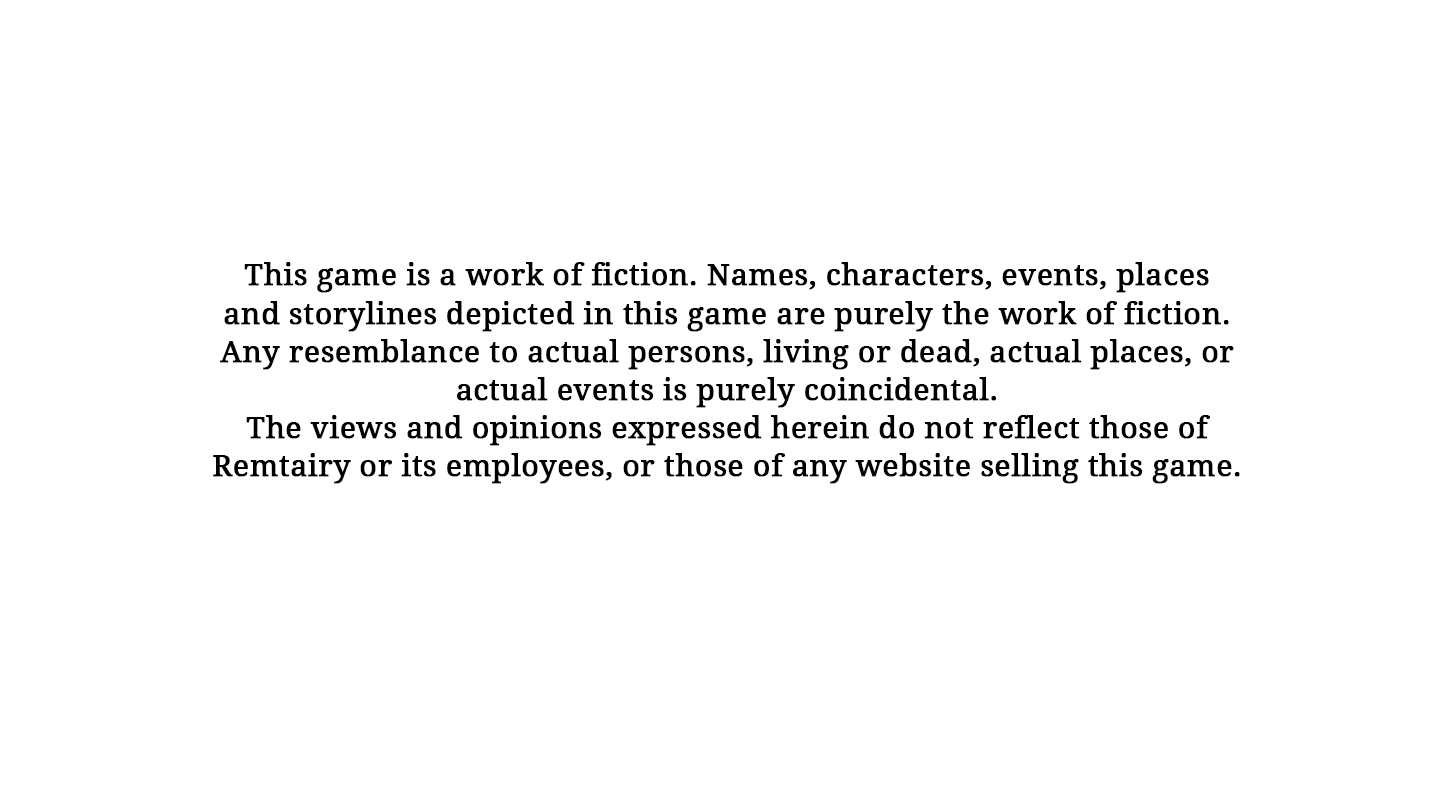 This game is a work of fiction. Names, characters, events, places
and storylines depicted in this game are purely the work of fiction.
Any resemblance to actual persons, living or dead, actual places, or
actual events is purely coincidental.
The views and opinions expressed herein do not reflect those of
Remtairy or its employees, or those of any website selling this game.